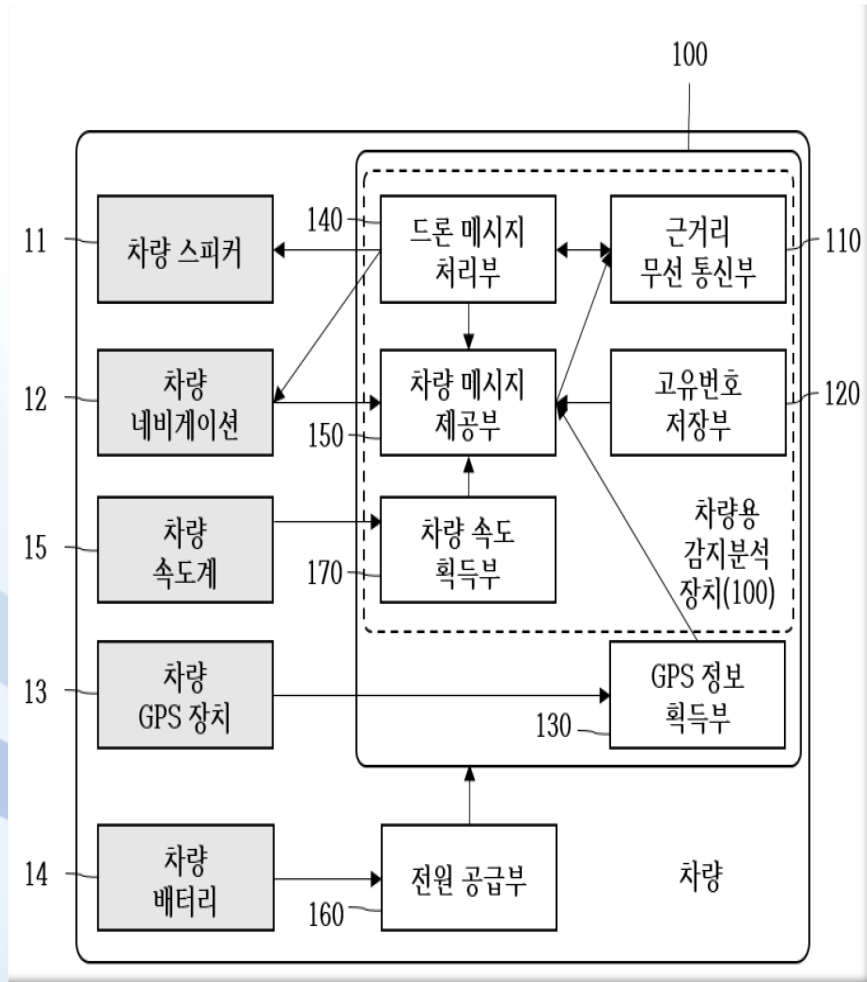 100
11
차량 스피커
140
드론 메시지
처리부
근거리
무선 통신부
110
12
차량
네비게이션
150
차량 메시지
제공부
고유번호
저장부
120
15
차량
속도계
170
차량 속도
획득부
차량용
감지분석
장치(100)
13
차량
GPS 장치
130
GPS 정보
획득부
14
차량
배터리
160
전원 공급부
차량